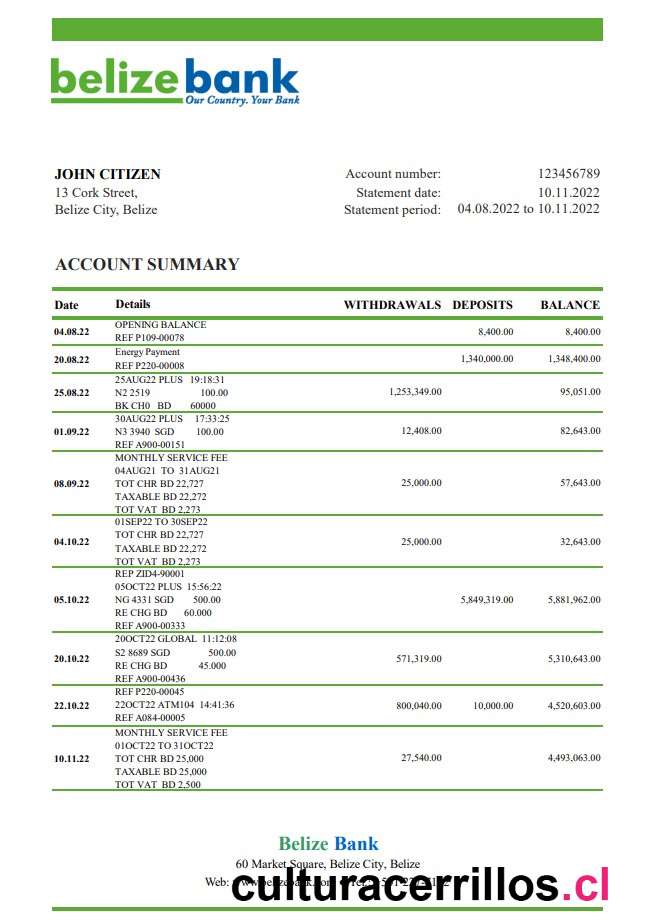 belizebank
Our Country. Your Bank
JOHN CITIZEN
13 Cork Street,
Belize City, Belize
Account number: 123456789
Statement date: 10.11.2022
Statement period: 04.08.2022 to 10.11.2022
ACCOUNT SUMMARY
Date Details WITHDRAWALS DEPOSITS BALANCE
OPENING BALANCE
04.08.22 8,400.00 8,400.00
REF P109-00078
Energy Payment
20.08.22 1,340,000.00 1,348,400.00
REF P220-00008
25AUG22 PLUS 19:18:31
25.08.22 N2 2519 100.00 1,253,349.00 95,051.00
BK CH0 BD 60000
30AUG22 PLUS 17:33:25
01.09.22 N3 3940 SGD 100.00 12,408.00 82,643.00
REF A900-00151
MONTHLY SERVICE FEE
04AUG21 TO 31AUG21
08.09.22 TOT CHR BD 22,727 25,000.00 57,643.00
TAXABLE BD 22,272
TOT VAT BD 2,273
01SEP22 TO 30SEP22
TOT CHR BD 22,727
04.10.22 25,000.00 32,643.00
TAXABLE BD 22,272
TOT VAT BD 2,273
REP ZID4-90001
05OCT22 PLUS 15:56:22
05.10.22 NG 4331 SGD 500.00 5,849,319.00 5,881,962.00
RE CHG BD 60.000
REF A900-00333
20OCT22 GLOBAL 11:12:08
S2 8689 SGD 500.00
20.10.22 571,319.00 5,310,643.00
RE CHG BD 45.000
REF A900-00436
REF P220-00045
22.10.22 22OCT22 ATM104 14:41:36 800,040.00 10,000.00 4,520,603.00
REF A084-00005
MONTHLY SERVICE FEE
01OCT22 TO 31OCT22
10.11.22 TOT CHR BD 25,000 27,540.00 4,493,063.00
TAXABLE BD 25,000
TOT VAT BD 2,500
Belize Bank
60 Market Square, Belize City, Belize
Web:
culturacerrillos.cl